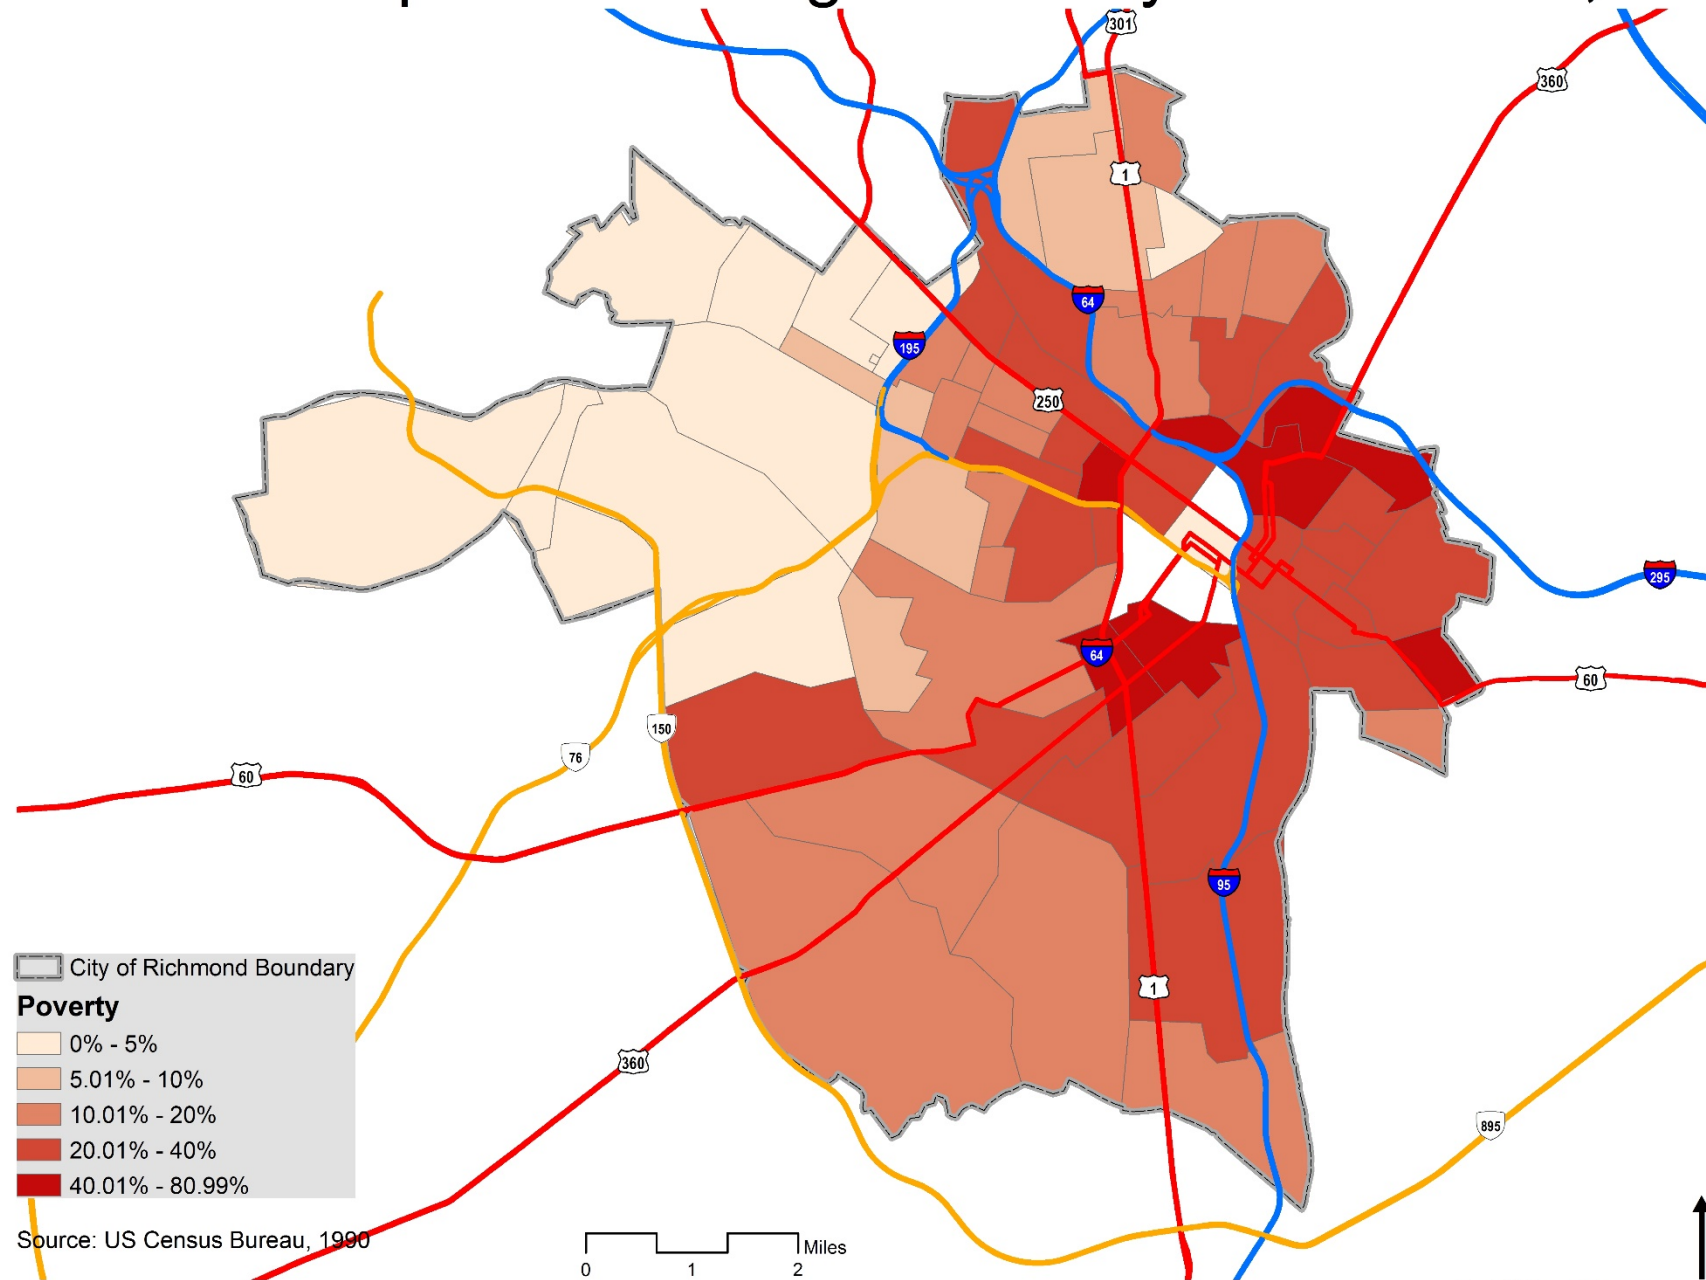 301
360
1
64
195
250
295
64
60
150
76
60
95
1
360
895
City of Richmond Boundary
Poverty
0% - 5%
5.01% - 10%
10.01% - 20%
20.01% - 40%
40.01% - 80.99%
Source: US Census Bureau, 1990
Miles
0 1 2